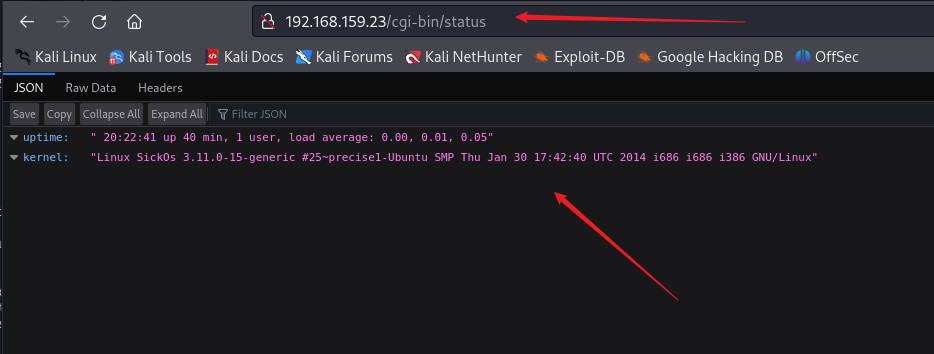 192.168.159.23/cgi-bin/status
Kali Linux Kali Tools Kali Docs Kali Forums Kali NetHunter Exploit-DB Google Hacking DB OffSec
JSON Raw Data Headers
Save Copy Collapse All Expand All Filter JSON
uptime: " 20:22:41 up 40 min, 1 user, load average: 0.00, 0.01, 0.05"
kernel: "Linux SickOs 3.11.0-15-generic #25~precise1-Ubuntu SMP Thu Jan 30 17:42:40 UTC 2014 i686 i686 i386 GNU/Linux"